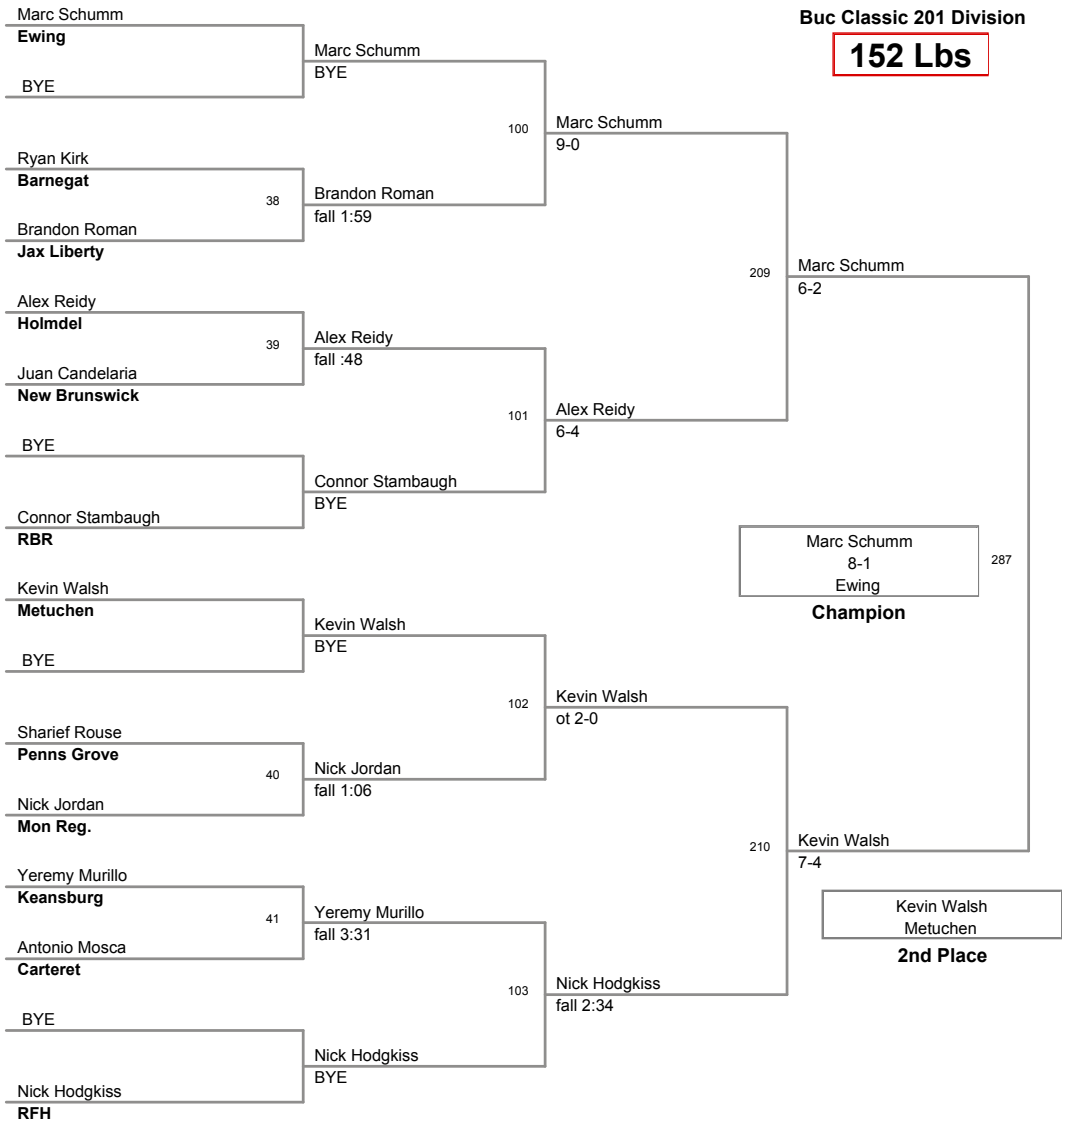 Marc Schumm
Ewing
BYE
Ryan Kirk
Barnegat
38
Brandon Roman
Jax Liberty
Alex Reidy
Holmdel
39
Juan Candelaria
New Brunswick
BYE
Connor Stambaugh
RBR
Kevin Walsh
Metuchen
BYE
Sharief Rouse
Penns Grove
40
Nick Jordan
Mon Reg.
Yeremy Murillo
Keansburg
41
Antonio Mosca
Carteret
BYE
Nick Hodgkiss
RFH
Marc Schumm
BYE
100
Brandon Roman
fall 1:59
Alex Reidy
fall :48
101
Connor Stambaugh
BYE
Kevin Walsh
BYE
102
Nick Jordan
fall 1:06
Yeremy Murillo
fall 3:31
103
Nick Hodgkiss
BYE
Marc Schumm
9-0
209
Alex Reidy
6-4
Kevin Walsh
ot 2-0
210
Nick Hodgkiss
fall 2:34
Buc Classic 201 Division
152 Lbs
Marc Schumm
6-2
Marc Schumm
8-1
Ewing
Champion
287
Kevin Walsh
7-4
Kevin Walsh
Metuchen
2nd Place